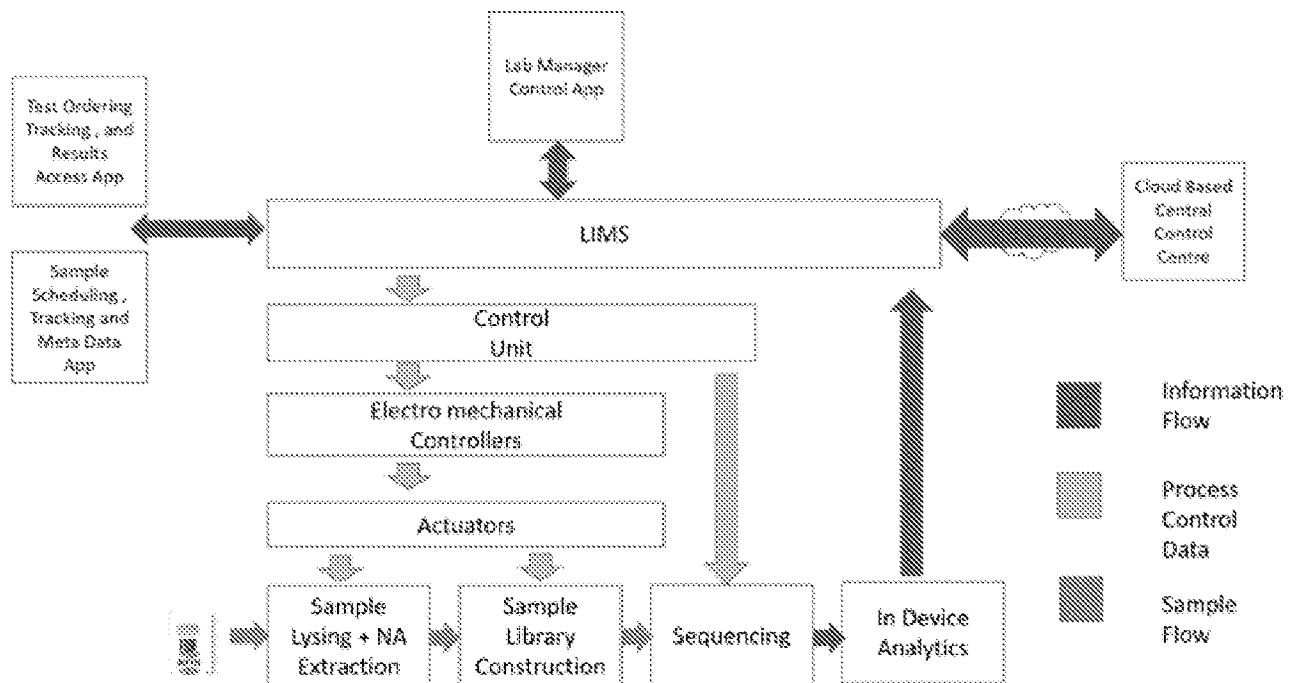 Lab Manager
Control App
Test Ordering
Tracking , and
Results
Access App
Cloud Based
Central
Control
Centre
LIMS
Sample
Scheduling ,
Tracking and
Meta Data
App
Control
Unit
Electro mechanical
Controllers
Actuators
Sample
Lysing + NA
Extraction
Sample
Library
Construction
Sequencing
In Device
Analytics
Information
Flow
Process
Control
Data
Sample
Flow